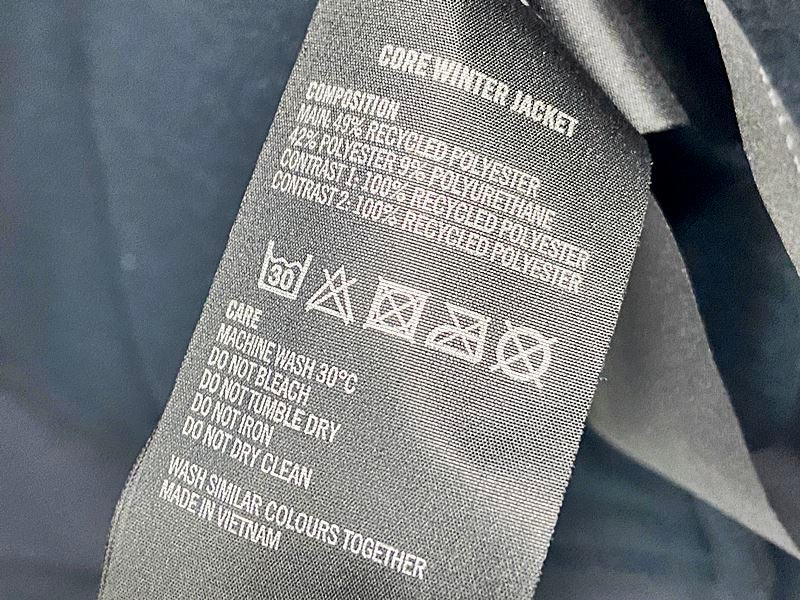 CORE WINTER JACKET
COMPOSITION
MAIN. 49% RECYCLED POLYESTER
42% POLYESTER 9% POLYURETHANE
CONTRAST 1. 100% RECYCLED POLYESTER
CONTRAST 2. 100% RECYCLED POLYESTER
30
CARE
MACHINE WASH 30°C
DO NOT BLEACH
DO NOT TUMBLE DRY
DO NOT IRON
DO NOT DRY CLEAN
WASH SIMILAR COLOURS TOGETHER
MADE IN VIETNAM